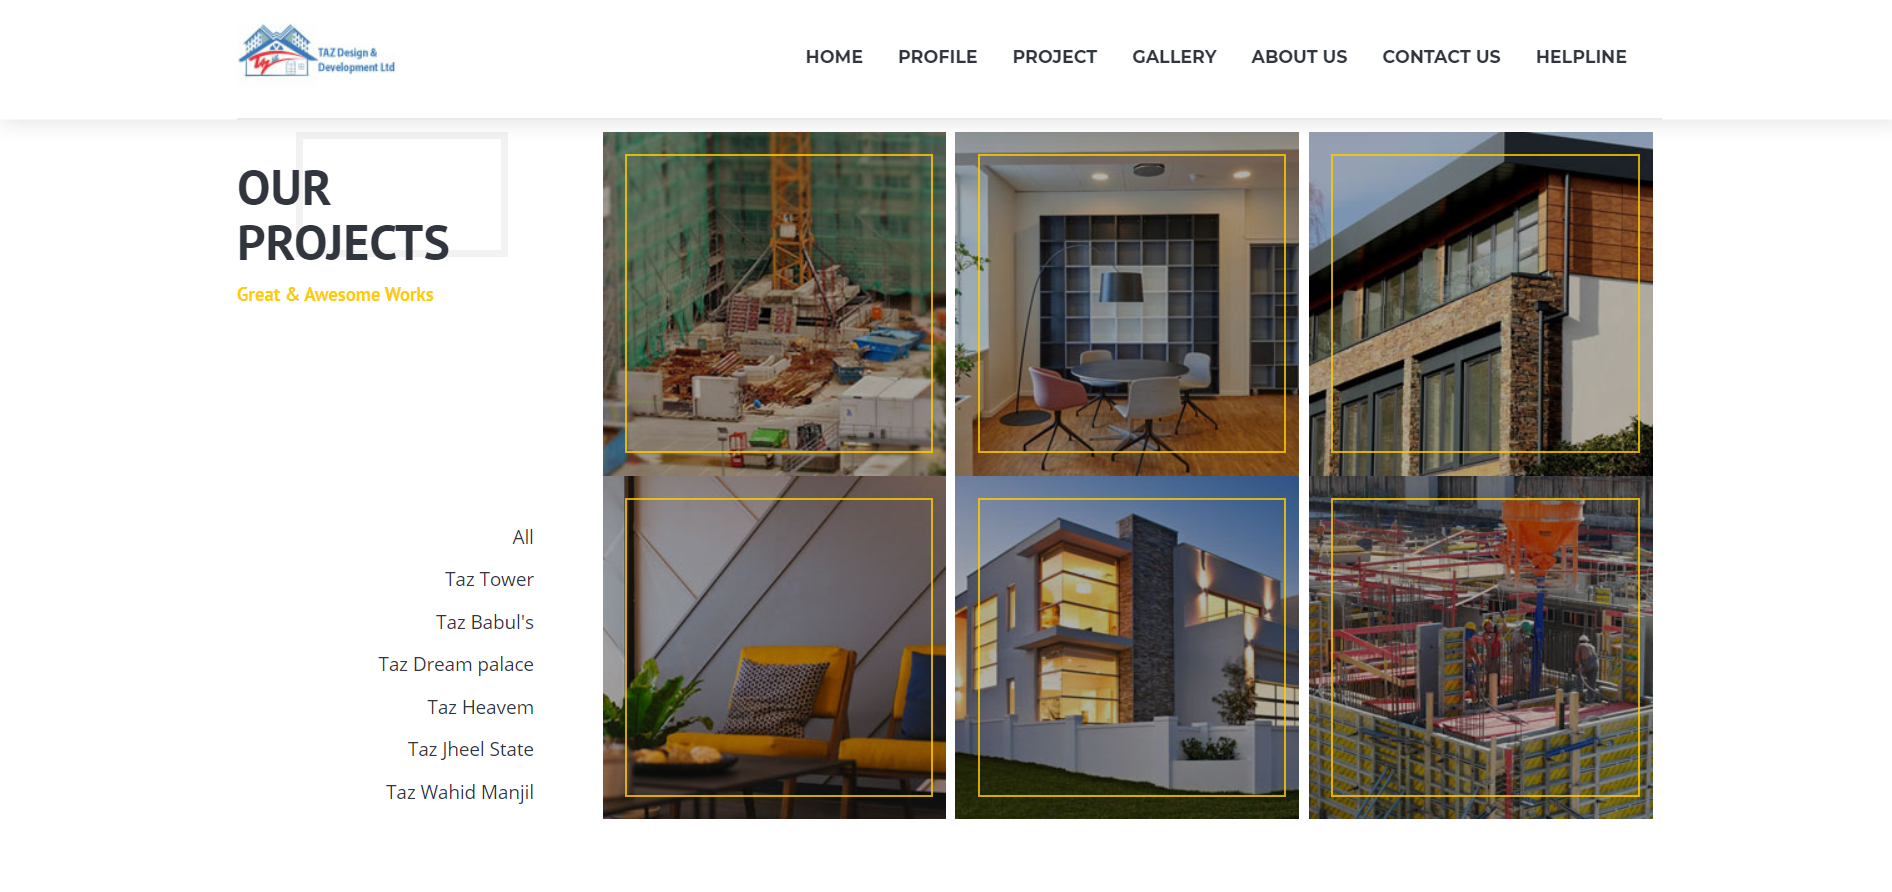 TAZ Design &
Development Ltd
HOME PROFILE PROJECT GALLERY ABOUT US CONTACT US HELPLINE
OUR
PROJECTS
Great & Awesome Works
All
Taz Tower
Taz Babul's
Taz Dream palace
Taz Heavem
Taz Jheel State
Taz Wahid Manjil